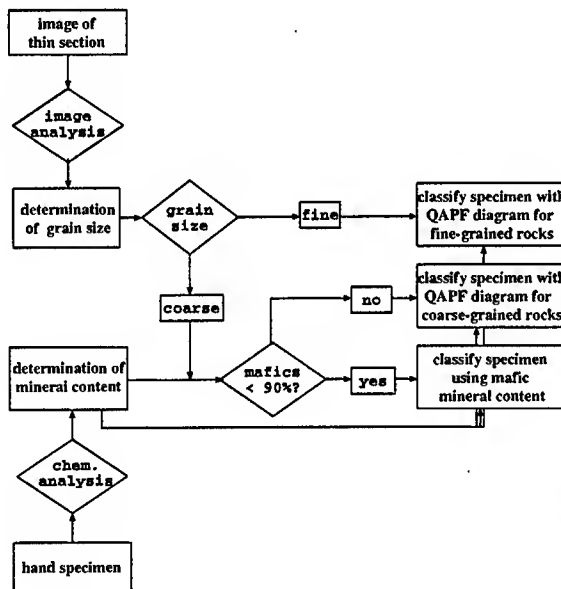 image of
thin section
image
analysis
determination
of grain size
grain
size
fine
classify specimen with
QAPF diagram for
fine-grained rocks
coarse
no
classify specimen with
QAPF diagram for
coarse-grained rocks
determination of
mineral content
mafics
< 90%?
yes
classify specimen
using mafic
mineral content
chem.
analysis
hand specimen